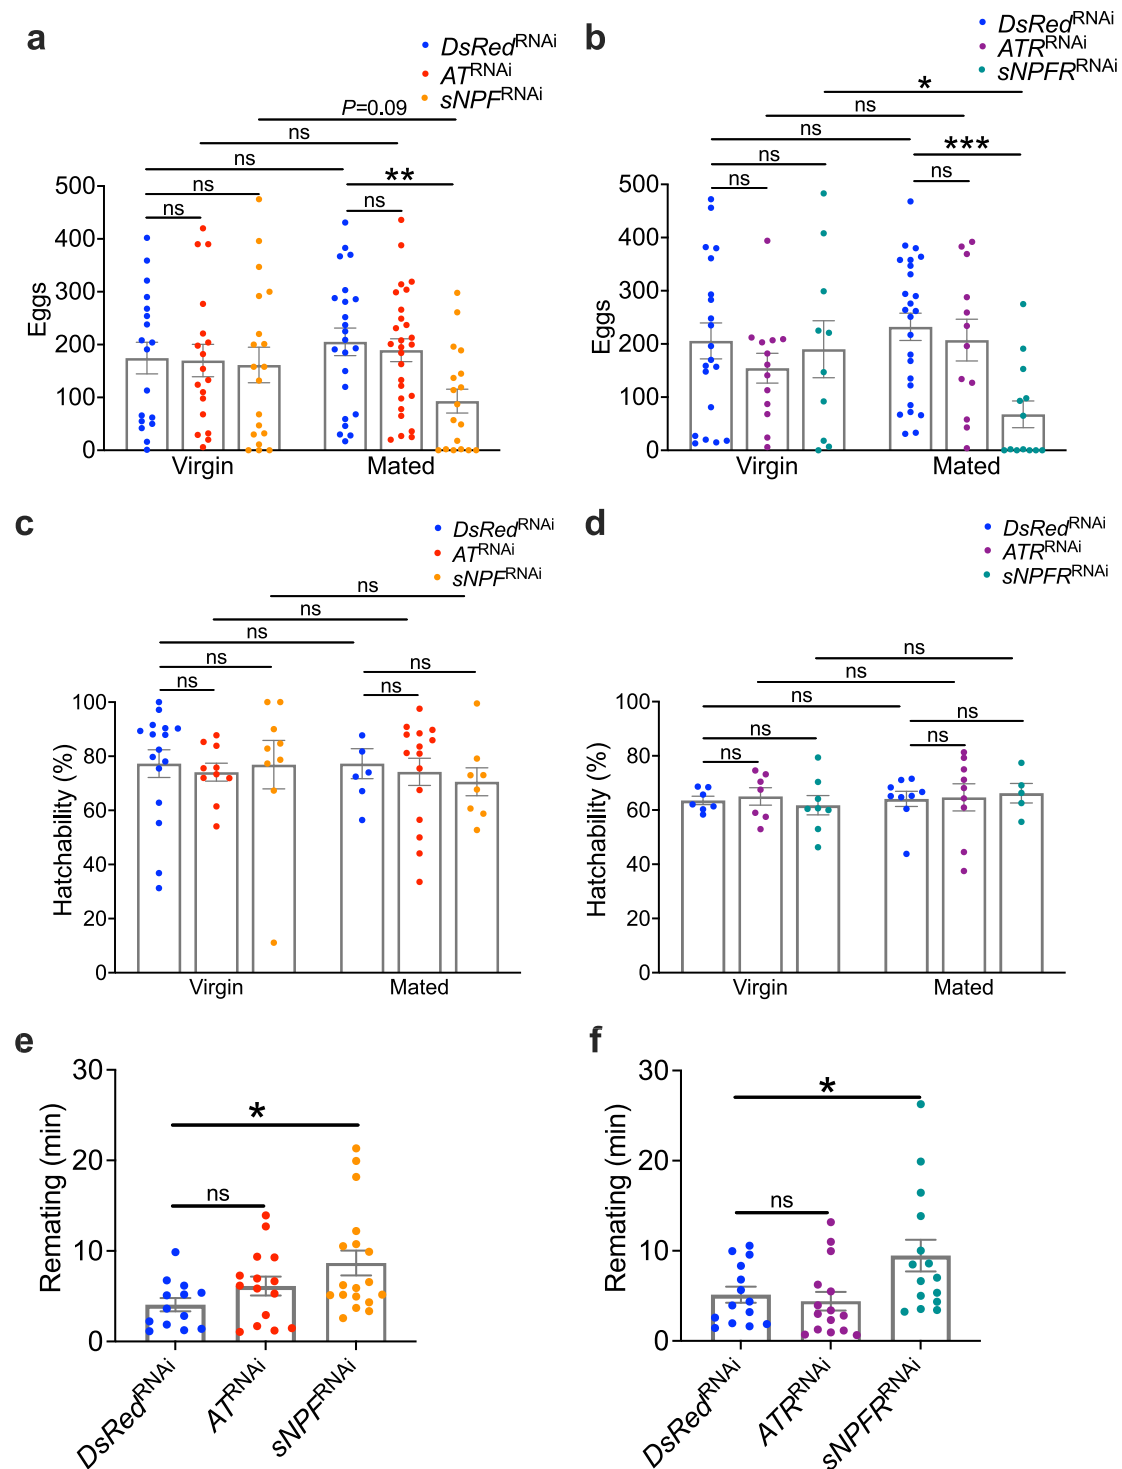 a
DsRedRNAi
ATRNAi
sNPFRNAi
P=0.09
ns
ns
ns
ns
**
ns
500
400
300
200
100
0
Eggs
Virgin
Mated
b
DsRedRNAi
ATRRNAi
sNPFRRNAi
*
ns
ns
ns
***
ns
ns
500
400
300
200
100
0
Eggs
Virgin
Mated
c
DsRedRNAi
ATRNAi
sNPFRNAi
ns
ns
ns
ns
ns
ns
ns
100
80
60
40
20
0
Hatchability (%)
Virgin
Mated
d
DsRedRNAi
ATRRNAi
sNPFRRNAi
ns
ns
ns
ns
ns
ns
ns
100
80
60
40
20
0
Hatchability (%)
Virgin
Mated
e
30
20
10
0
Remating (min)
*
ns
DsRedRNAi
ATRNAi
sNPFRNAi
f
30
20
10
0
Remating (min)
*
ns
DsRedRNAi
ATRRNAi
sNPFRRNAi